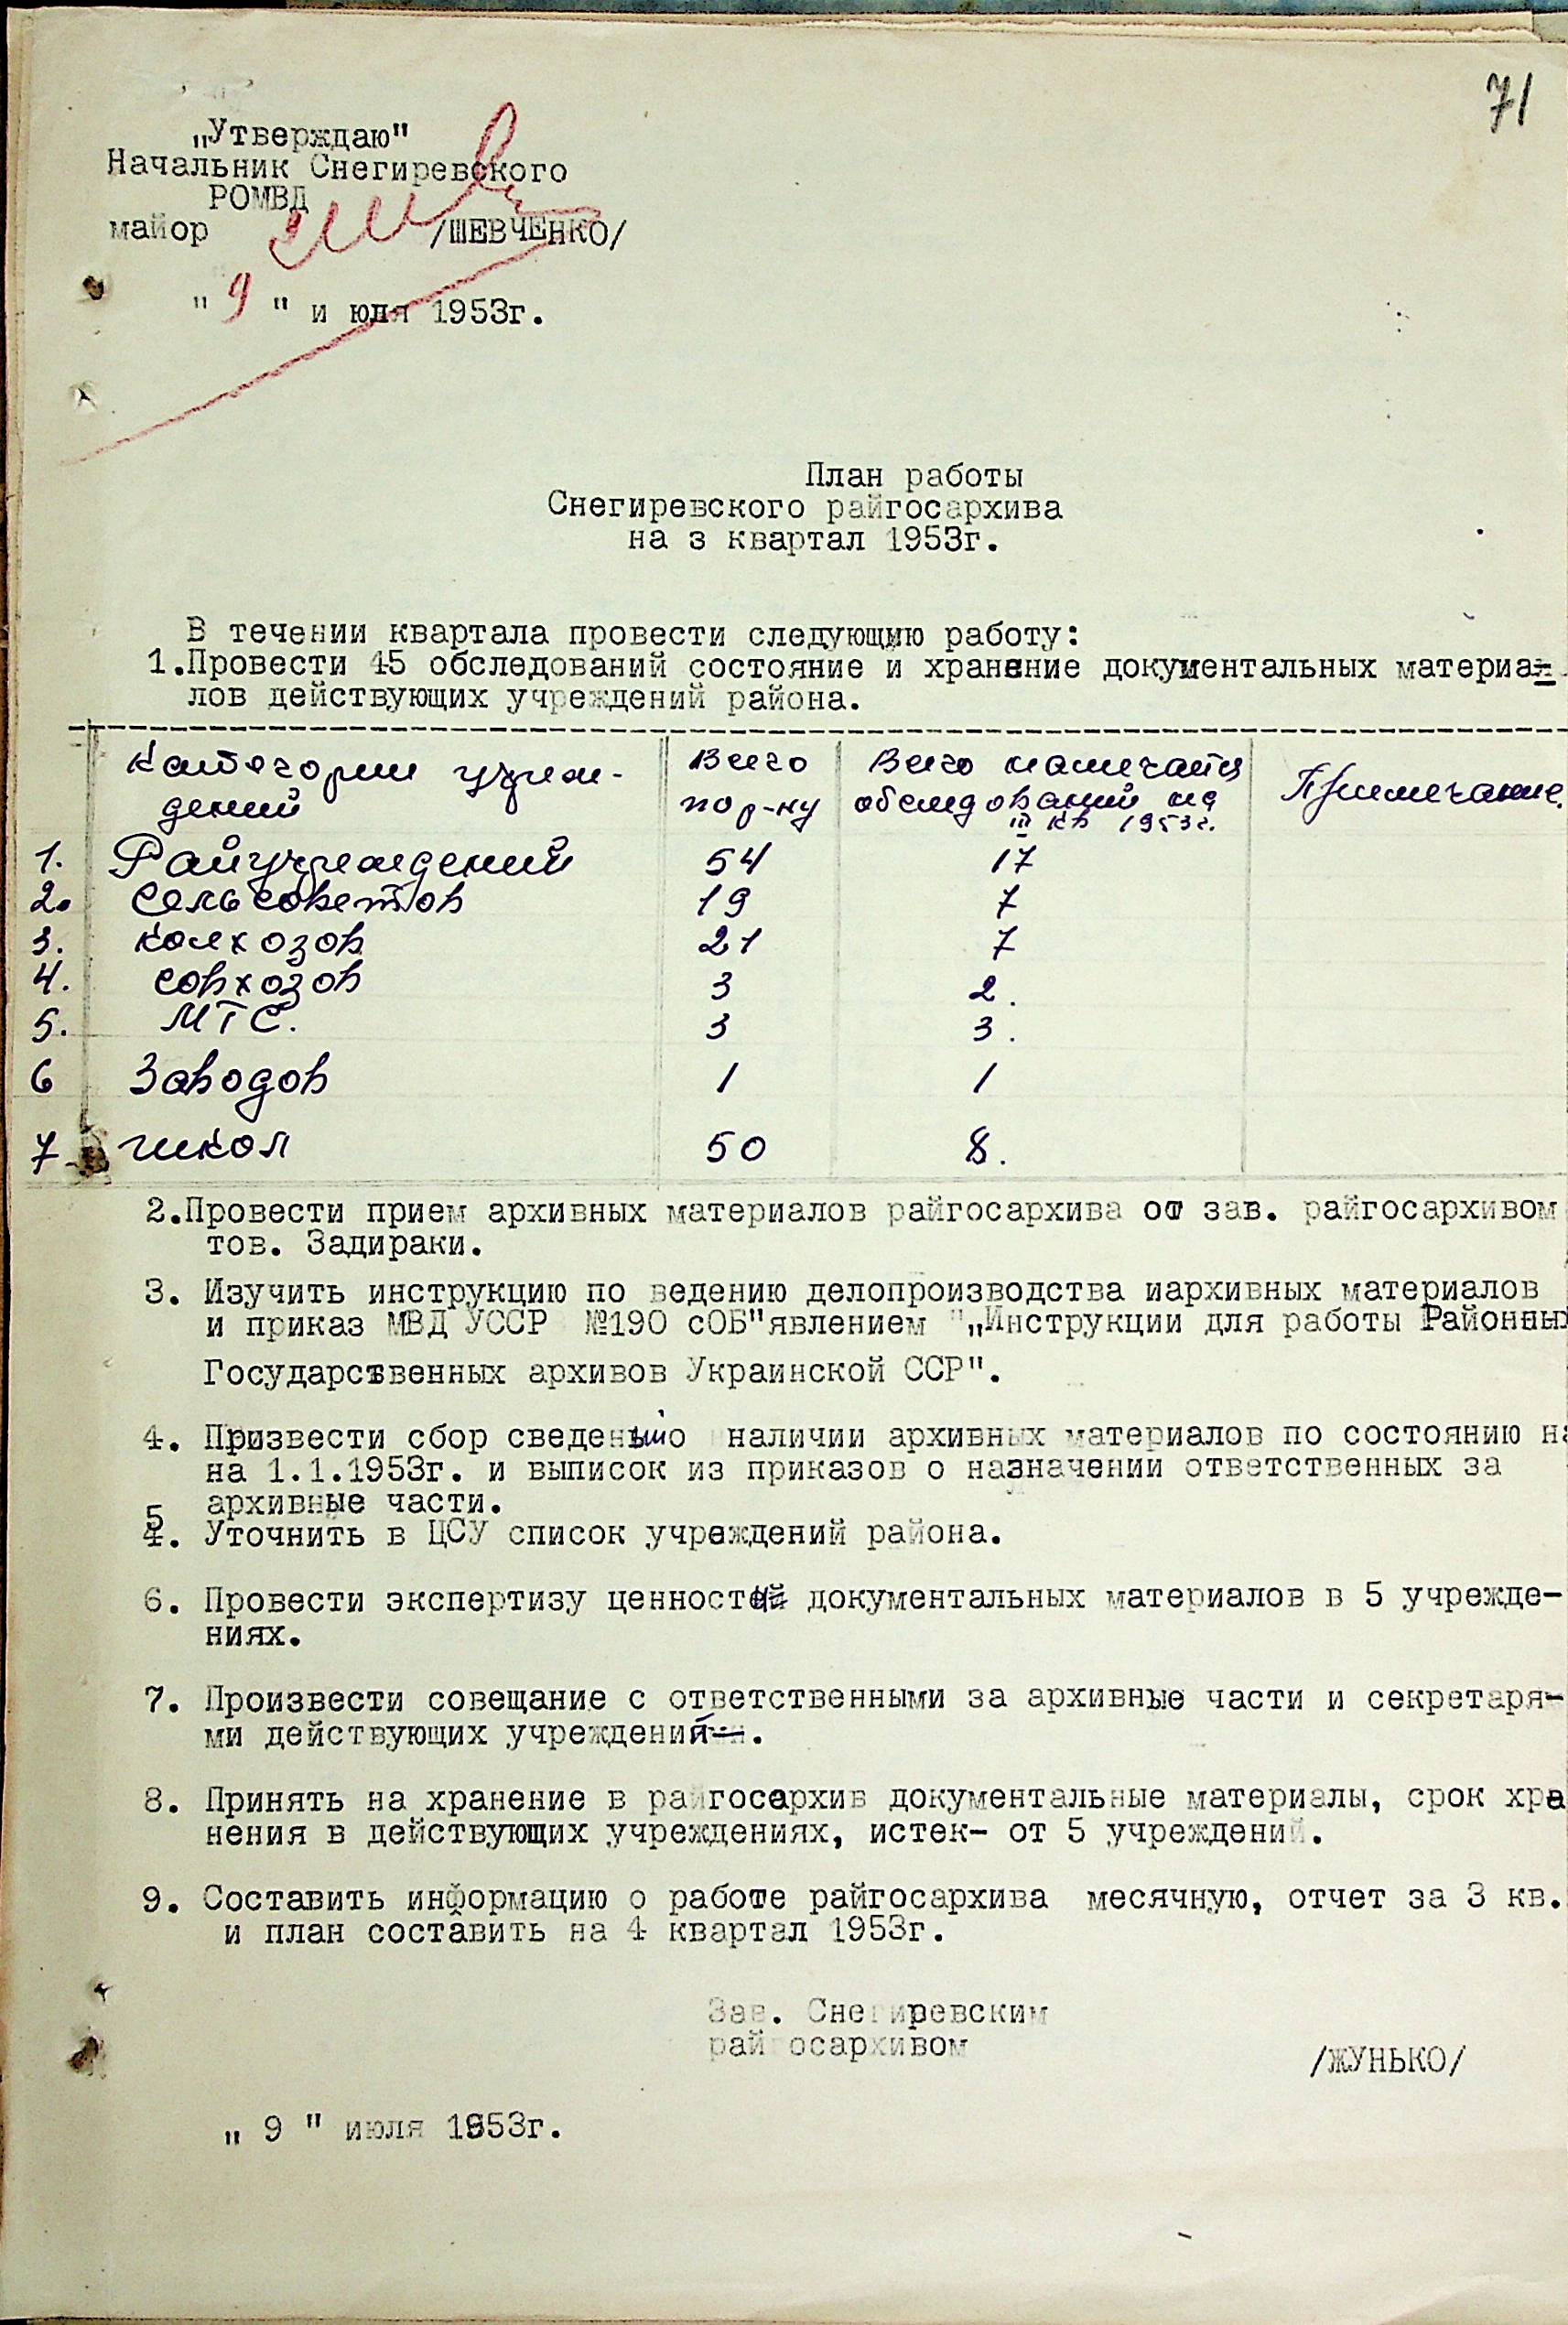 71
„Утверждаю"
Начальник Снегиревского
РОМВД
майор /ШЕВЧЕНКО/
" 9 " и юля 1953г.
План работы
Снегиревского райгосархива
на 3 квартал 1953г.
В течении квартала провести следующию работу:
1.Провести 45 обследований состояние и хранение документальных материа-
лов действующих учреждений района.
Категории учреж- Всего Всего намечается Примечание
дений по р-ну обследований на
III кв 1953г.
1. Райучреждений 54 17
2. Сельсоветов 19 7
3. колхозов 21 7
4. совхозов 3 2.
5. МТС. 3 3.
6 Заводов 1 1
7 школ 50 8.
2.Провести прием архивных материалов райгосархива от зав. райгосархивом
тов. Задираки.
3. Изучить инструкцию по ведению делопроизводства иархивных материалов
и приказ МВД УССР №190 сОБ"явлением "„Инструкции для работы Районны
Государственных архивов Украинской ССР".
4. Призвести сбор сведений о наличии архивных материалов по состоянию на
на 1.1.1953г. и выписок из приказов о назначении ответственных за
архивные части.
5
4. Уточнить в ЦСУ список учреждений района.
6. Провести экспертизу ценностей документальных материалов в 5 учрежде-
ниях.
7. Произвести совещание с ответственными за архивные части и секретаря-
ми действующих учреждений.
8. Принять на хранение в райгосархив документальные материалы, срок хра
нения в действующих учреждениях, истек- от 5 учреждений.
9. Составить информацию о работе райгосархива месячную, отчет за 3 кв.
и план составить на 4 квартал 1953г.
Зав. Снегиревским
райгосархивом
/ЖУНЬКО/
„ 9 " июля 1953г.